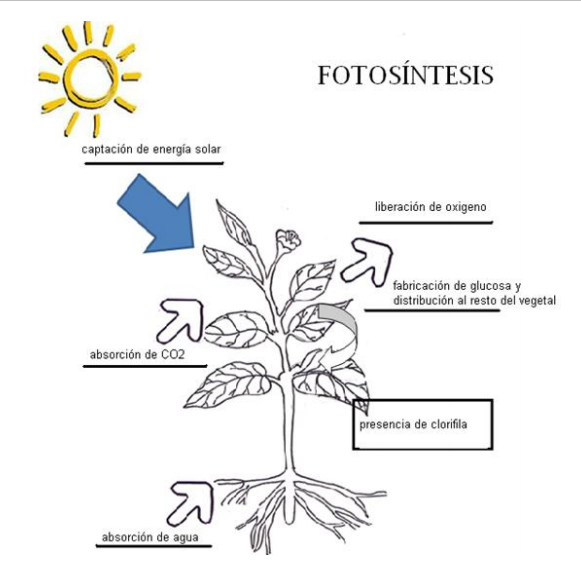 FOTOSÍNTESIS
captación de energía solar
liberación de oxigeno
fabricación de glucosa y
distribución al resto del vegetal
absorción de CO2
presencia de clorifila
absorción de agua